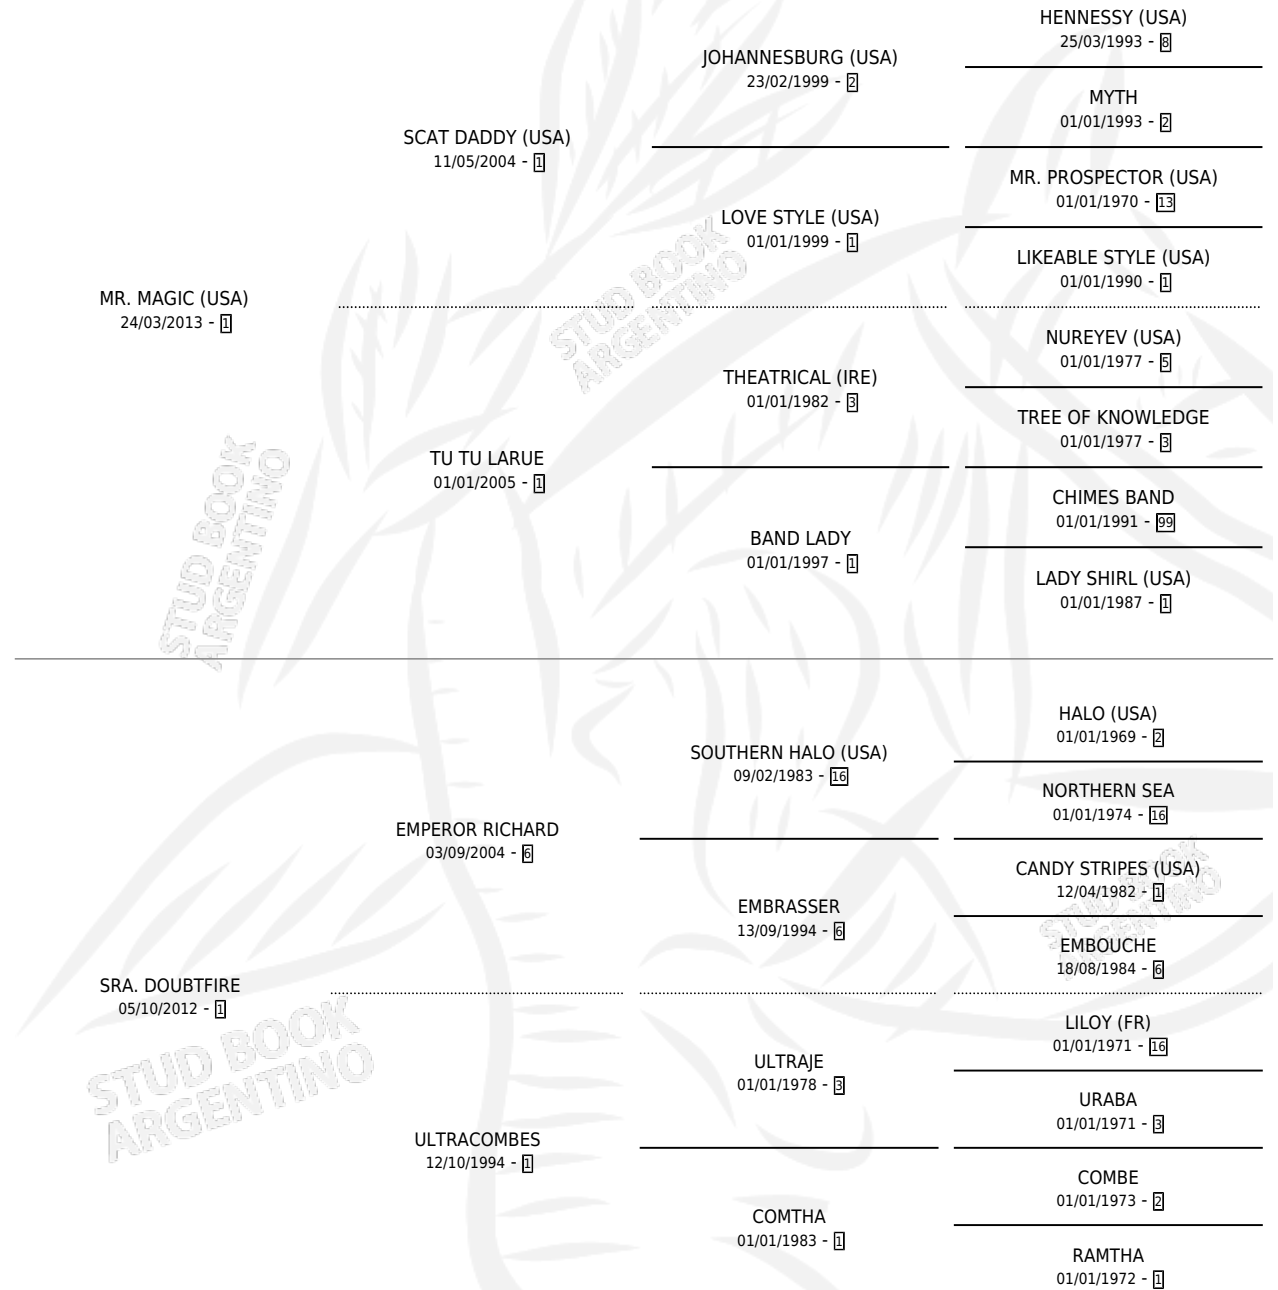 HENNESSY (USA)
25/03/1993 - 8
JOHANNESBURG (USA)
23/02/1999 - 2
MYTH
01/01/1993 - 2
SCAT DADDY (USA)
11/05/2004 - 1
MR. PROSPECTOR (USA)
01/01/1970 - 13
LOVE STYLE (USA)
01/01/1999 - 1
LIKEABLE STYLE (USA)
01/01/1990 - 1
MR. MAGIC (USA)
24/03/2013 - 1
STUD BOOK
ARGENTINO
NUREYEV (USA)
01/01/1977 - 5
THEATRICAL (IRE)
01/01/1982 - 3
TREE OF KNOWLEDGE
01/01/1977 - 3
TU TU LARUE
01/01/2005 - 1
CHIMES BAND
01/01/1991 - 99
BAND LADY
01/01/1997 - 1
LADY SHIRL (USA)
01/01/1987 - 1
STUD BOOK
ARGENTINO
HALO (USA)
01/01/1969 - 2
SOUTHERN HALO (USA)
09/02/1983 - 16
NORTHERN SEA
01/01/1974 - 16
EMPEROR RICHARD
03/09/2004 - 6
CANDY STRIPES (USA)
12/04/1982 - 1
EMBRASSER
13/09/1994 - 6
STUD BOOK
ARGENTINO
EMBOUCHE
18/08/1984 - 6
SRA. DOUBTFIRE
05/10/2012 - 1
STUD BOOK
ARGENTINO
LILOY (FR)
01/01/1971 - 16
ULTRAJE
01/01/1978 - 3
URABA
01/01/1971 - 3
ULTRACOMBES
12/10/1994 - 1
COMBE
01/01/1973 - 2
COMTHA
01/01/1983 - 1
RAMTHA
01/01/1972 - 1